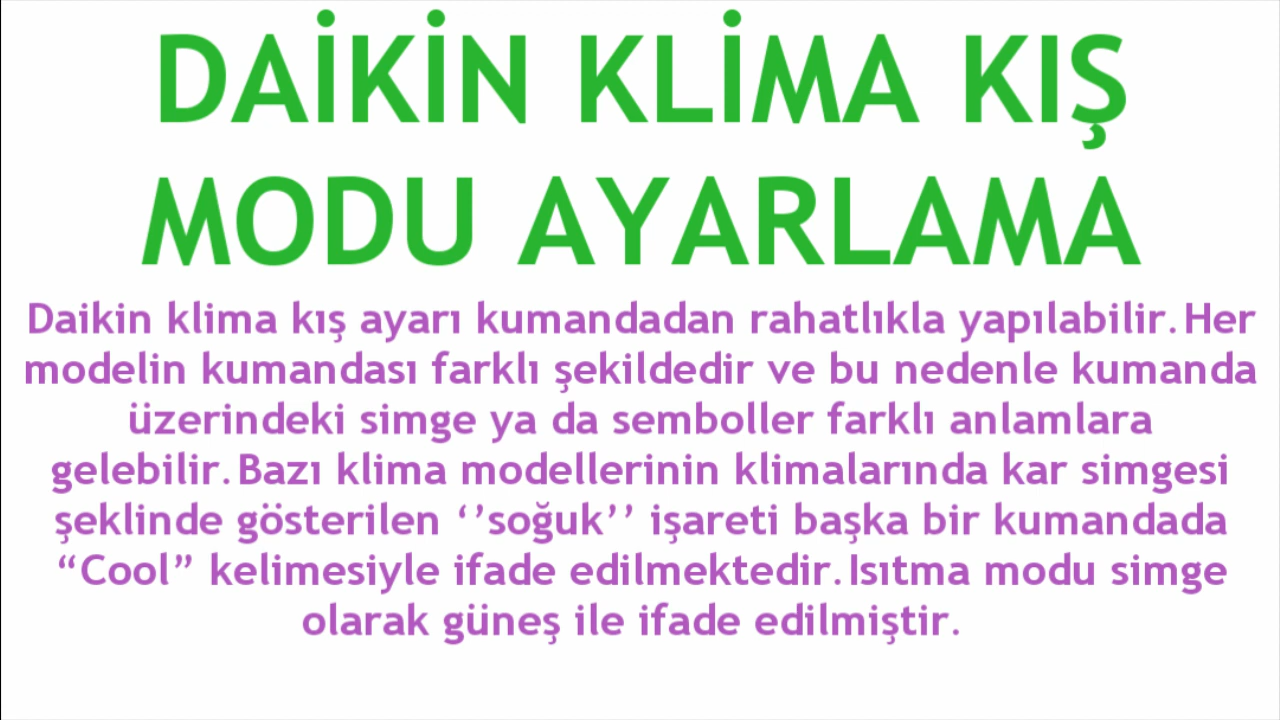 DAİKİN KLİMA KIŞ
MODU AYARLAMA
Daikin klima kış ayarı kumandadan rahatlıkla yapılabilir.Her
modelin kumandası farklı şekildedir ve bu nedenle kumanda
üzerindeki simge ya da semboller farklı anlamlara
gelebilir.Bazı klima modellerinin klimalarında kar simgesi
şeklinde gösterilen ‘’soğuk’’ işareti başka bir kumandada
“Cool” kelimesiyle ifade edilmektedir.Isıtma modu simge
olarak güneş ile ifade edilmiştir.